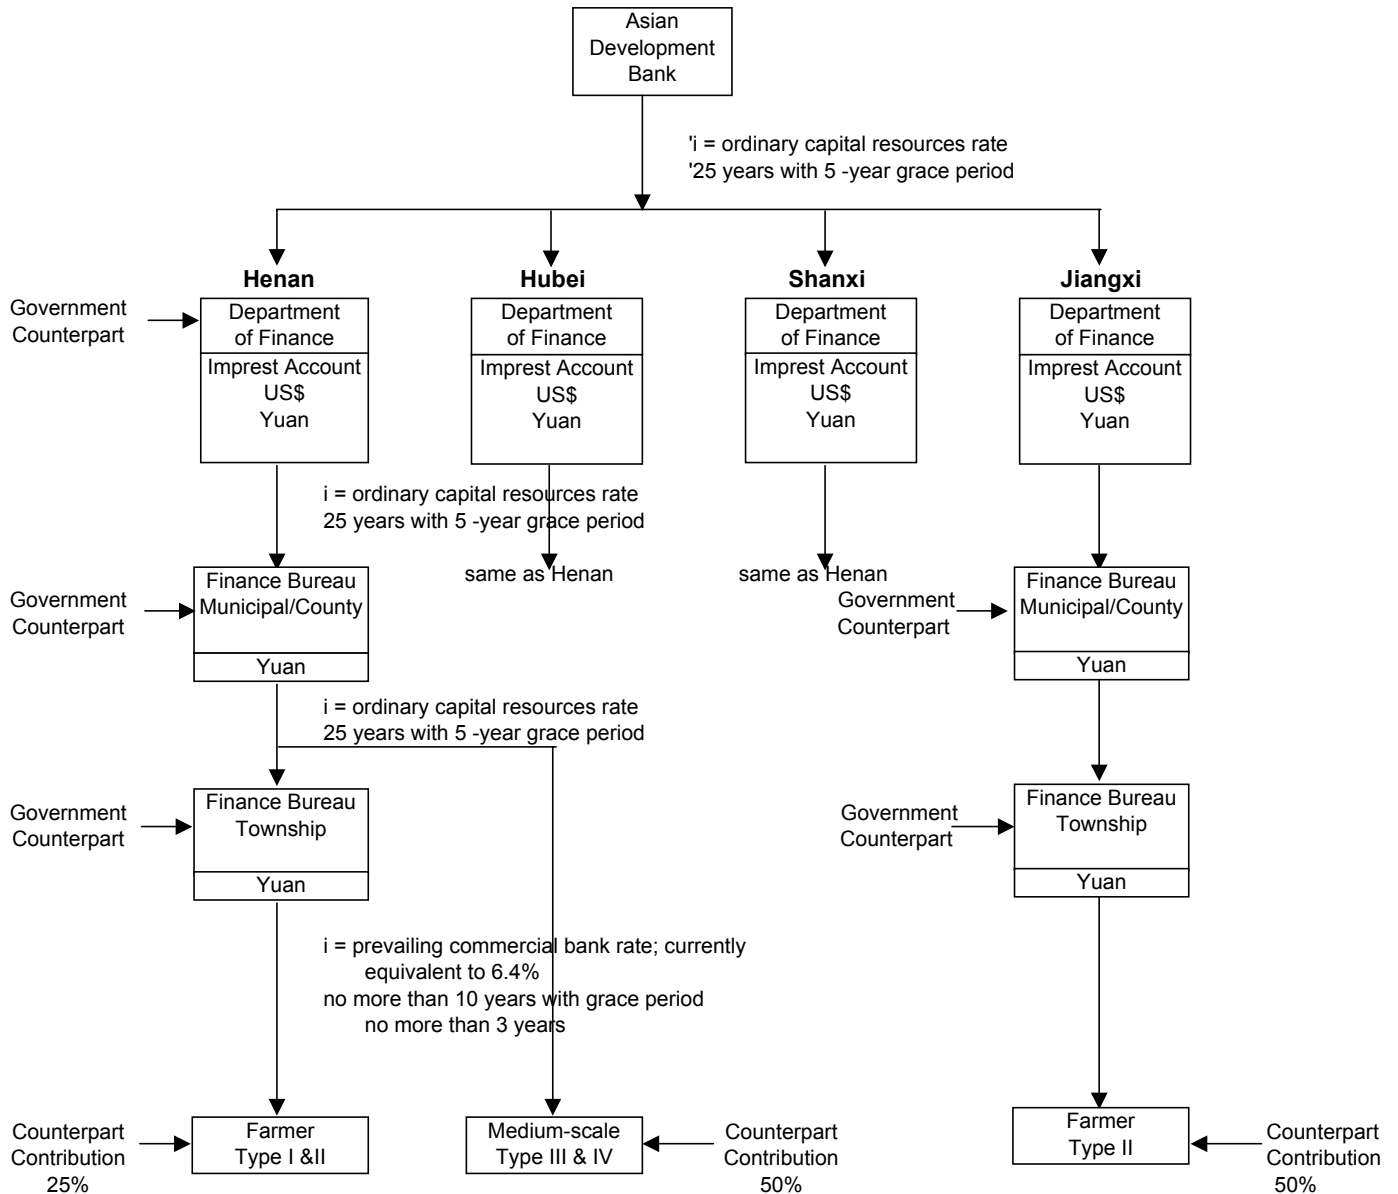 Asian
Development
Bank
'i = ordinary capital resources rate
'25 years with 5 -year grace period
Henan
Hubei
Shanxi
Jiangxi
Government
Counterpart
Department
of Finance
Imprest Account
US$
Yuan
Department
of Finance
Imprest Account
US$
Yuan
Department
of Finance
Imprest Account
US$
Yuan
Department
of Finance
Imprest Account
US$
Yuan
i = ordinary capital resources rate
25 years with 5 -year grace period
same as Henan
same as Henan
Government
Counterpart
Finance Bureau
Municipal/County
Yuan
Government
Counterpart
Finance Bureau
Municipal/County
Yuan
i = ordinary capital resources rate
25 years with 5 -year grace period
Government
Counterpart
Finance Bureau
Township
Yuan
Government
Counterpart
Finance Bureau
Township
Yuan
i = prevailing commercial bank rate; currently
equivalent to 6.4%
no more than 10 years with grace period
no more than 3 years
Counterpart
Contribution
25%
Farmer
Type I &II
Medium-scale
Type III & IV
Counterpart
Contribution
50%
Farmer
Type II
Counterpart
Contribution
50%